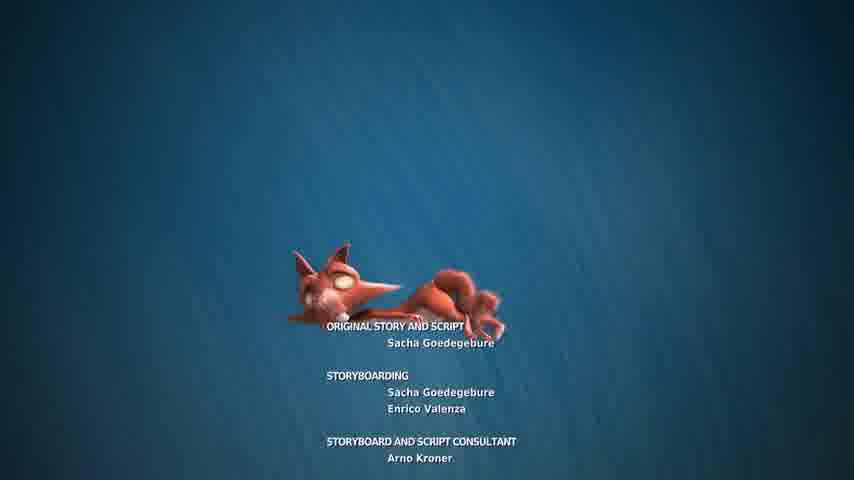 ORIGINAL STORY AND SCRIPT
Sacha Goedegebure
STORYBOARDING
Sacha Goedegebure
Enrico Valenza
STORYBOARD AND SCRIPT CONSULTANT
Arno Kroner